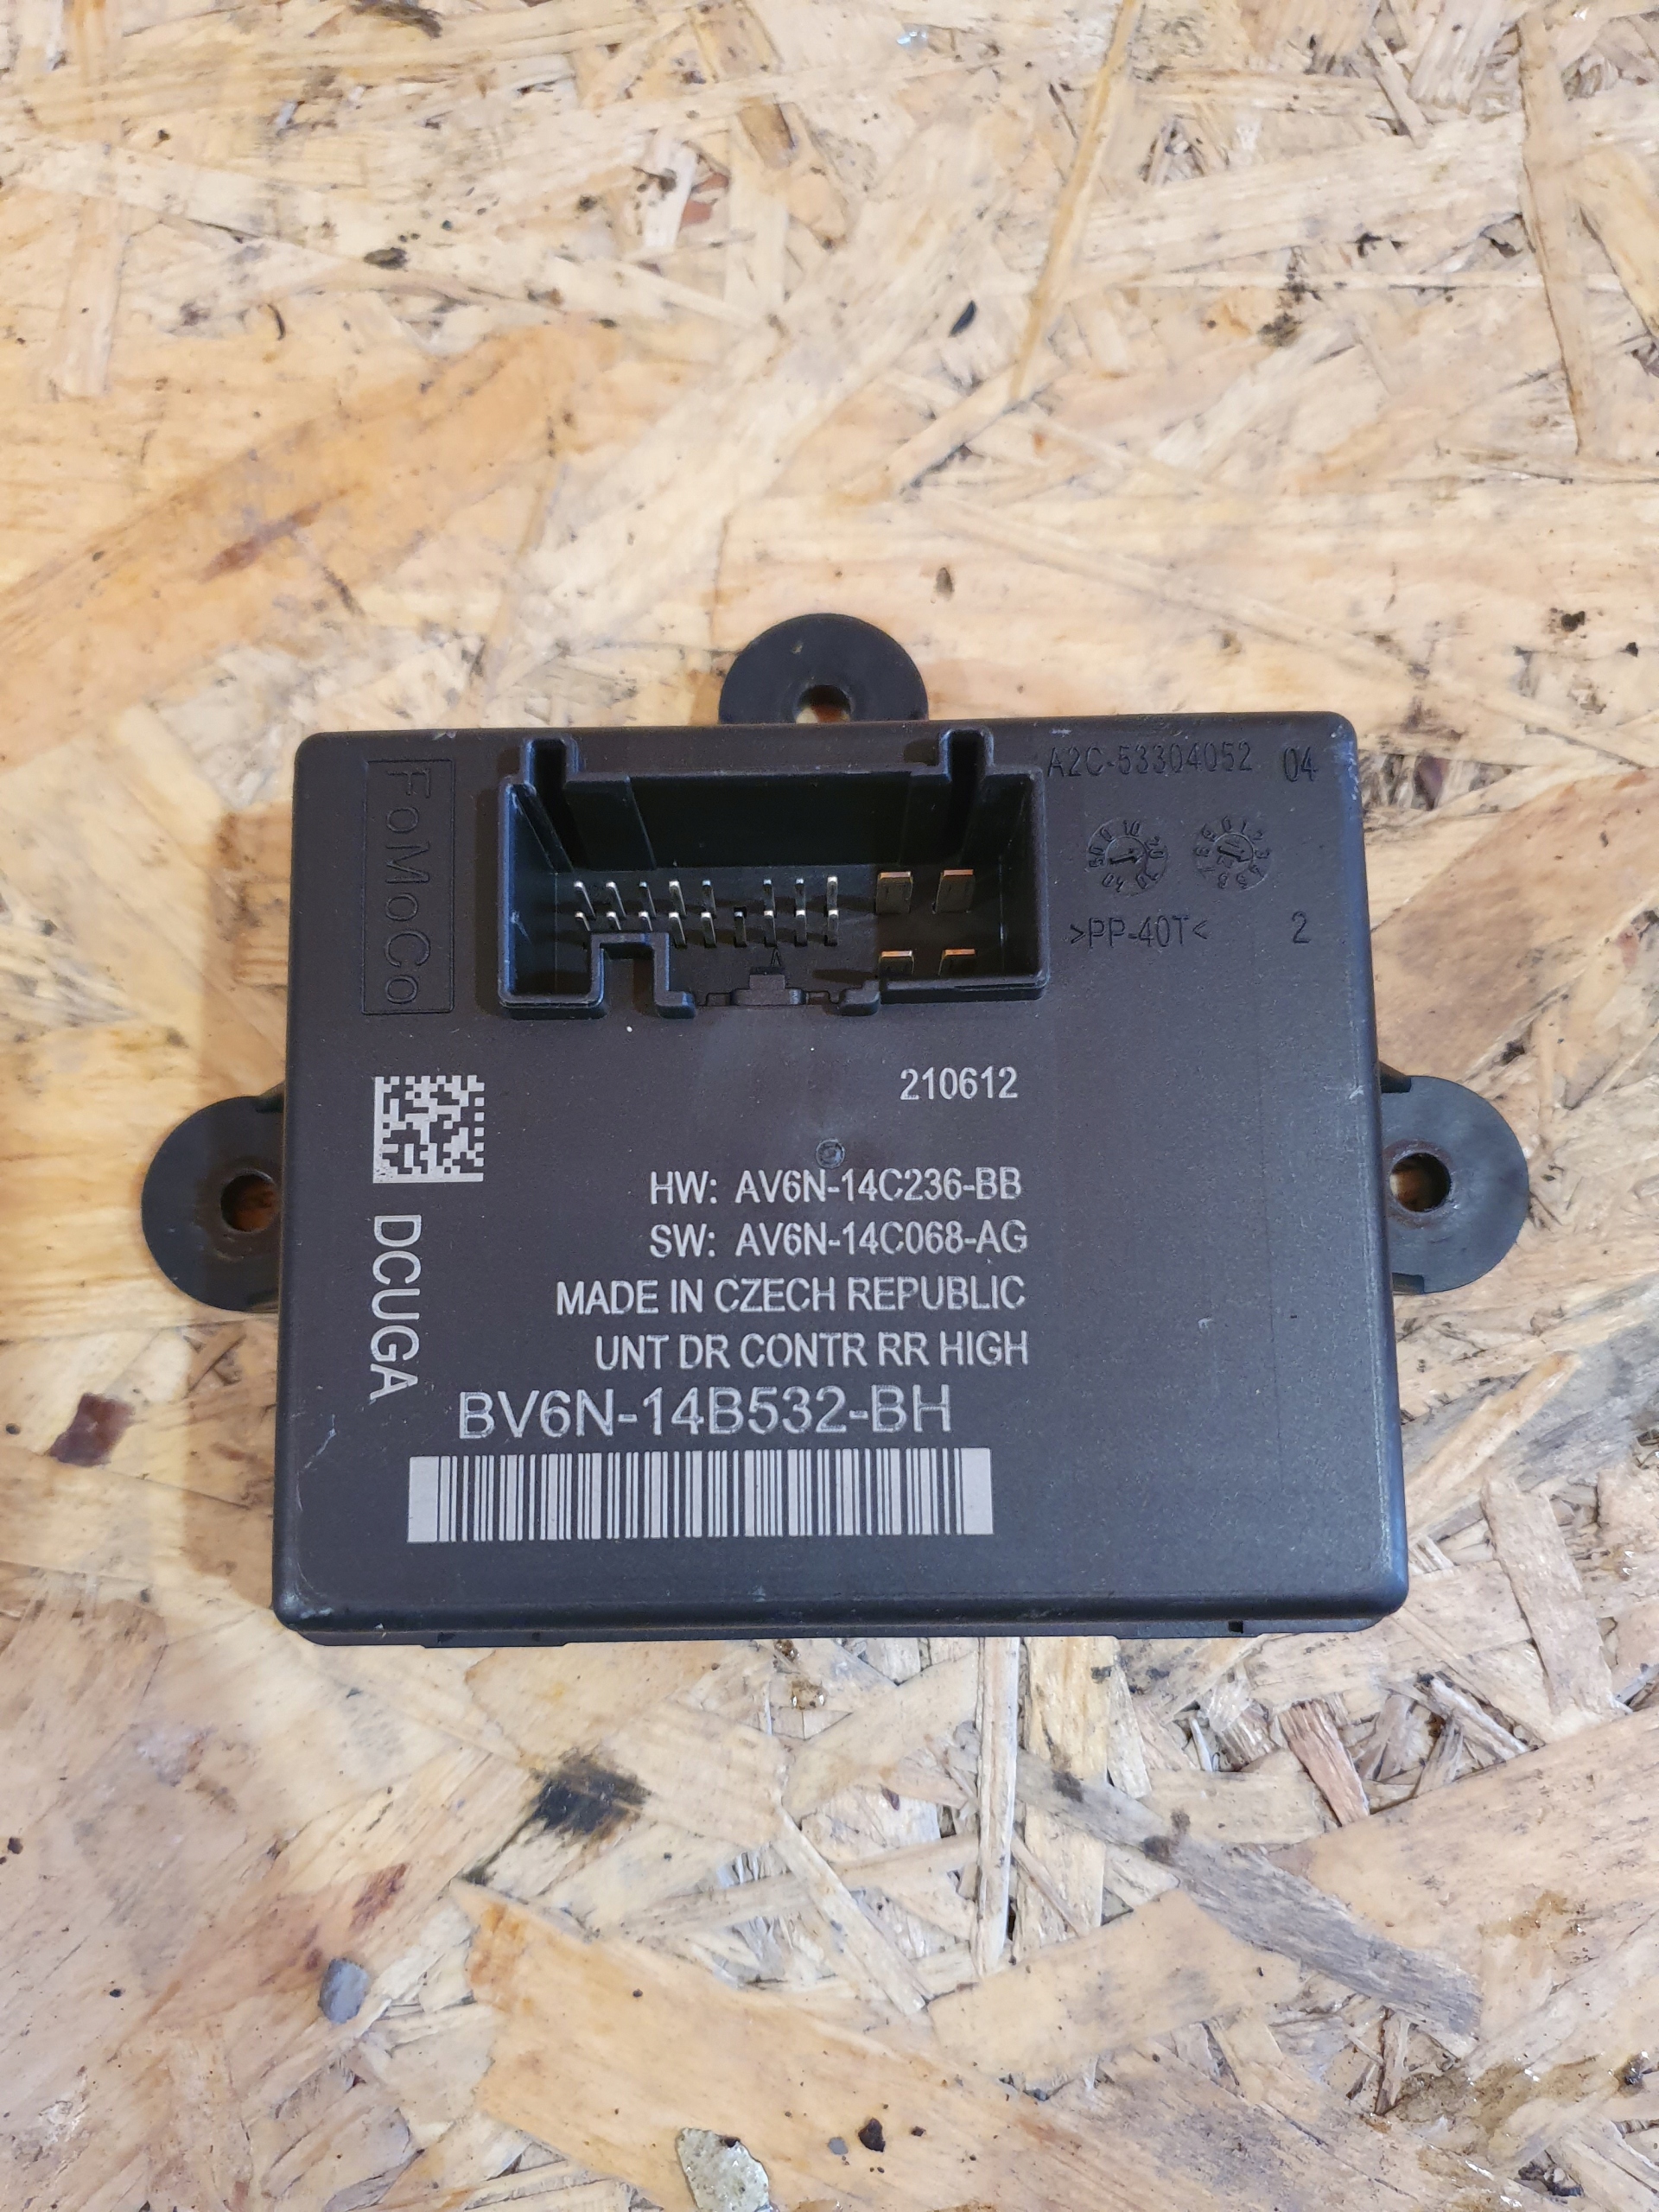 FoMoCo
A2C-53304052 04
>PP-40T< 2
210612
HW: AV6N-14C236-BB
SW: AV6N-14C068-AG
MADE IN CZECH REPUBLIC
UNT DR CONTR RR HIGH
DCUGA
BV6N-14B532-BH